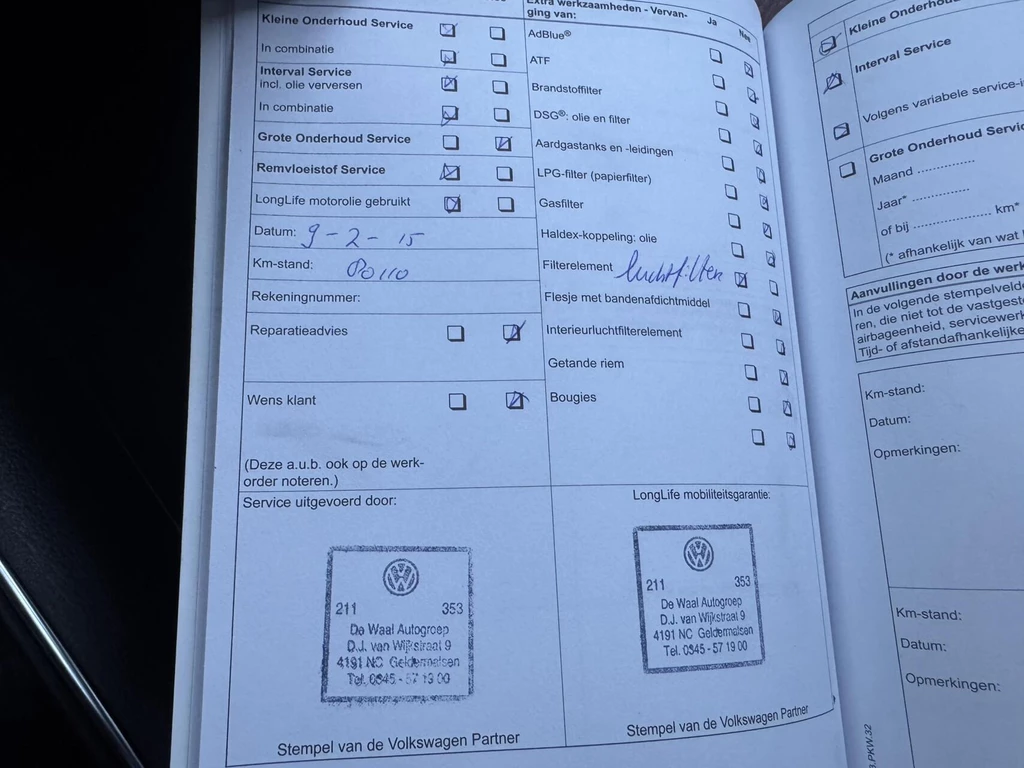 Kleine Onderhoud Service
In combinatie
Interval Service
incl. olie verversen
In combinatie
Grote Onderhoud Service
Remvloeistof Service
LongLife motorolie gebruikt
Datum: 9-2-15
Km-stand: 80110
Rekeningnummer:
Reparatieadvies
Wens klant
(Deze a.u.b. ook op de werk-
order noteren.)
Extra werkzaamheden - Vervan-
ging van:
Ja
Nee
AdBlue®
ATF
Brandstoffilter
DSG®: olie en filter
Aardgastanks en -leidingen
LPG-filter (papierfilter)
Gasfilter
Haldex-koppeling: olie
Filterelement luchtfilter
Flesje met bandenafdichtmiddel
Interieurluchtfilterelement
Getande riem
Bougies
Service uitgevoerd door:
211 353
De Waal Autogroep
D.J. van Wijkstraat 9
4191 NC Geldermalsen
Tel. 0345 - 57 19 00
Stempel van de Volkswagen Partner
LongLife mobiliteitsgarantie:
211 353
De Waal Autogroep
D.J. van Wijkstraat 9
4191 NC Geldermalsen
Tel. 0345 - 57 19 00
Stempel van de Volkswagen Partner
Kleine Onderhou
Interval Service
Volgens variabele service-i
Grote Onderhoud Servic
Maand ..............
Jaar* ..............
of bij .................. km*
(* afhankelijk van wat
Aanvullingen door de werk
In de volgende stempelvelde
ren, die niet tot de vastgeste
airbageenheid, servicewerk
Tijd- of afstandafhankelijke
Km-stand:
Datum:
Opmerkingen:
Km-stand:
Datum:
Opmerkingen:
.PKW.32